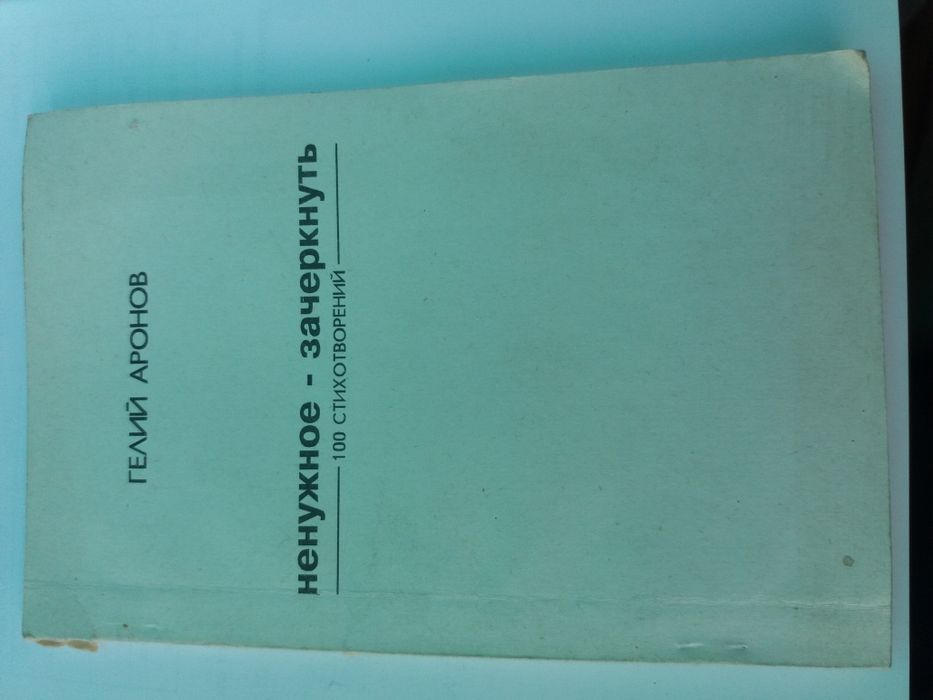 ГЕЛИЙ АРОНОВ
ненужное - зачеркнуть
100 СТИХОТВОРЕНИЙ